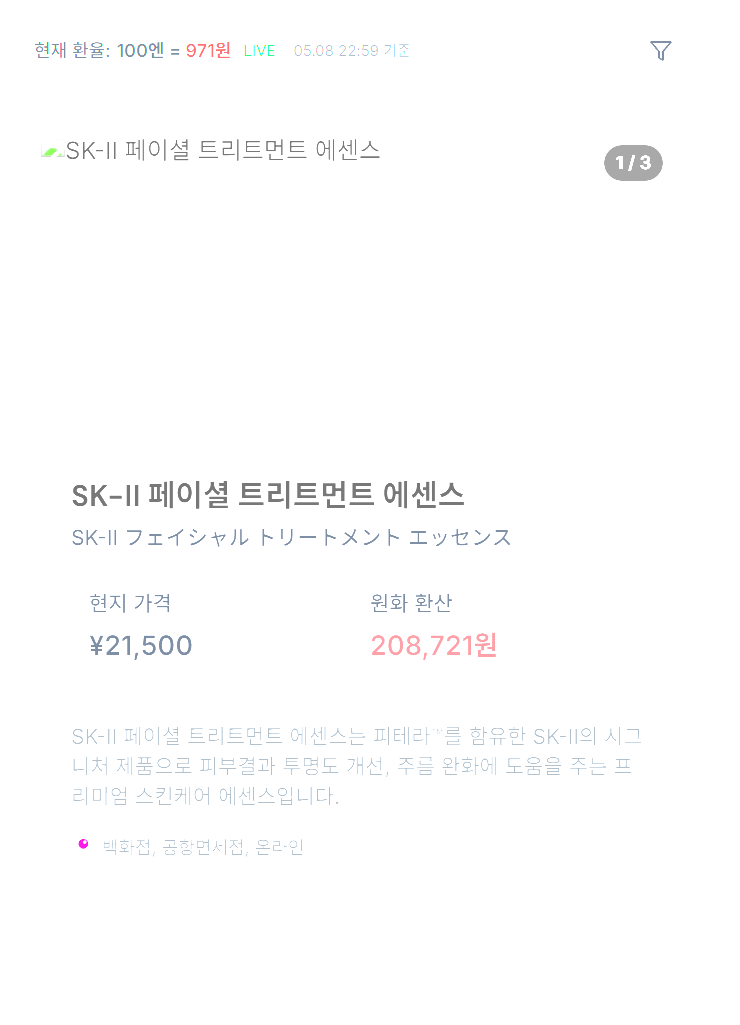 현재 환율: 100엔 = 971원 LIVE 05.08 22:59 기준
SK-II 페이셜 트리트먼트 에센스
1 / 3
SK-II 페이셜 트리트먼트 에센스
SK-II フェイシャル トリートメント エッセンス
현지 가격 원화 환산
¥21,500 208,721원
SK-II 페이셜 트리트먼트 에센스는 피테라™를 함유한 SK-II의 시그
니처 제품으로 피부결과 투명도 개선, 주름 완화에 도움을 주는 프
리미엄 스킨케어 에센스입니다.
백화점, 공항면세점, 온라인